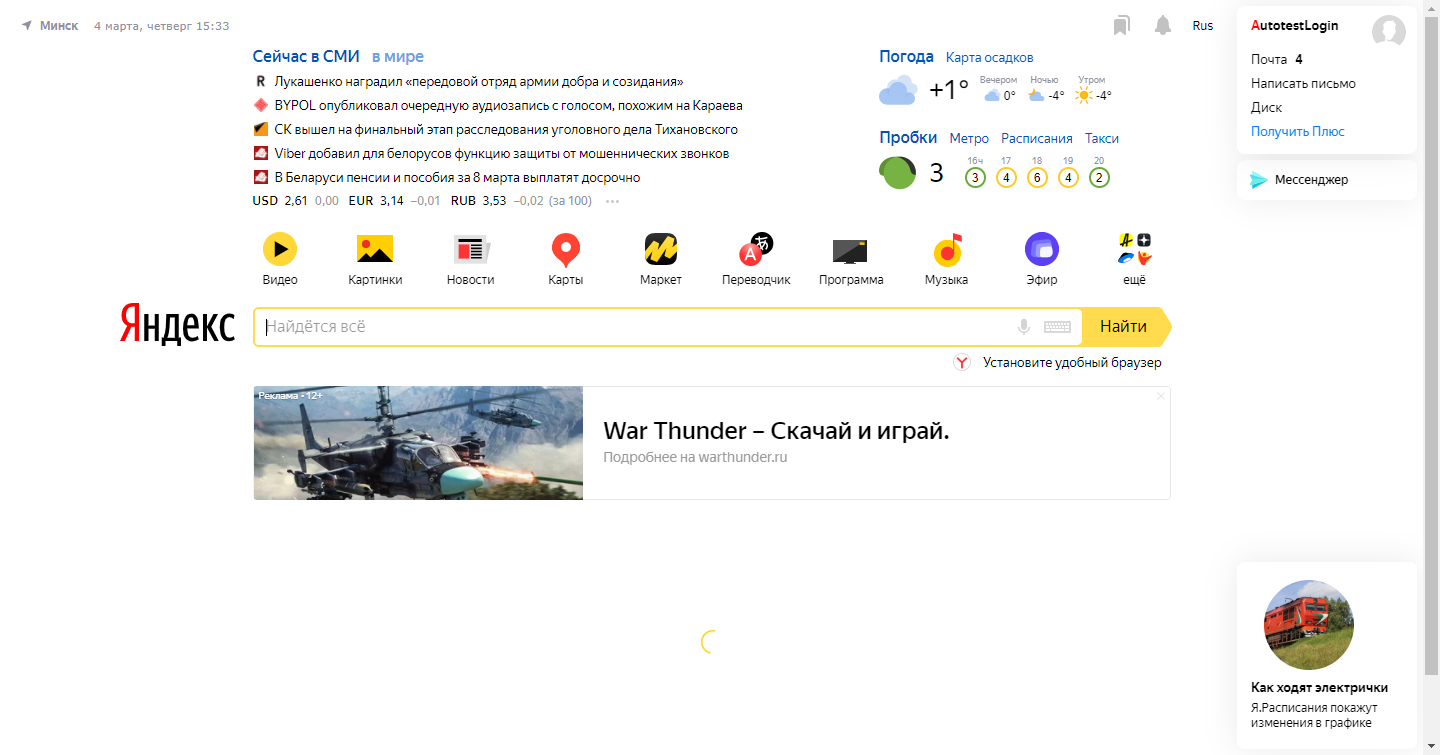 Минск 4 марта, четверг 15:33
Rus
AutotestLogin
Почта 4
Написать письмо
Диск
Получить Плюс
Мессенджер
Сейчас в СМИ в мире
Лукашенко наградил «передовой отряд армии добра и созидания»
BYPOL опубликовал очередную аудиозапись с голосом, похожим на Караева
СК вышел на финальный этап расследования уголовного дела Тихановского
Viber добавил для белорусов функцию защиты от мошеннических звонков
В Беларуси пенсии и пособия за 8 марта выплатят досрочно
USD 2,61 0,00 EUR 3,14 −0,01 RUB 3,53 −0,02 (за 100)
Погода Карта осадков
+1° Вечером 0° Ночью -4° Утром -4°
Пробки Метро Расписания Такси
3 16ч 3 17 4 18 6 19 4 20 2
Видео Картинки Новости Карты Маркет Переводчик Программа Музыка Эфир ещё
Яндекс Найдётся всё Найти
Установите удобный браузер
Реклама · 12+
War Thunder – Скачай и играй.
Подробнее на warthunder.ru
Как ходят электрички
Я.Расписания покажут
изменения в графике